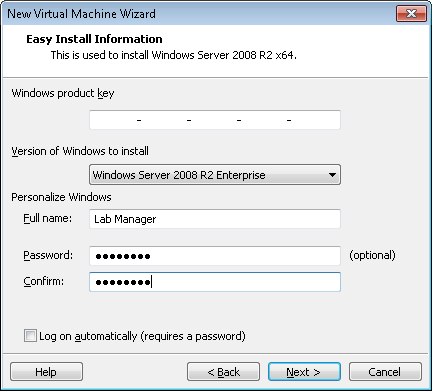 New Virtual Machine Wizard
Easy Install Information
This is used to install Windows Server 2008 R2 x64.
Windows product key
- - - -
Version of Windows to install
Windows Server 2008 R2 Enterprise
Personalize Windows
Full name: Lab Manager
Password: ●●●●●●●● (optional)
Confirm: ●●●●●●●●
Log on automatically (requires a password)
Help < Back Next > Cancel